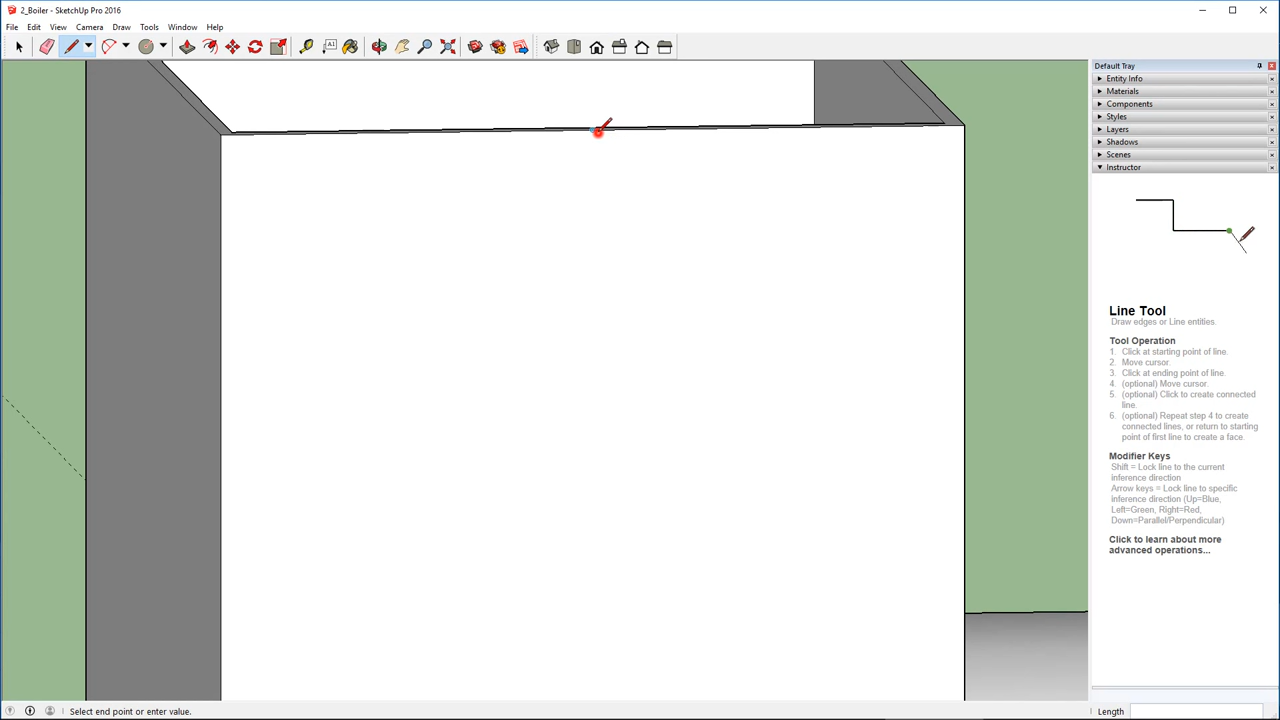 2_Boiler - SketchUp Pro 2016
File Edit View Camera Draw Tools Window Help
A1
Default Tray
Entity Info
Materials
Components
Styles
Layers
Shadows
Scenes
Instructor
Line Tool
Draw edges or Line entities.
Tool Operation
1. Click at starting point of line.
2. Move cursor.
3. Click at ending point of line.
4. (optional) Move cursor.
5. (optional) Click to create connected
line.
6. (optional) Repeat step 4 to create
connected lines, or return to starting
point of first line to create a face.
Modifier Keys
Shift = Lock line to the current
inference direction
Arrow keys = Lock line to specific
inference direction (Up=Blue,
Left=Green, Right=Red,
Down=Parallel/Perpendicular)
Click to learn about more
advanced operations...
Select end point or enter value.
Length